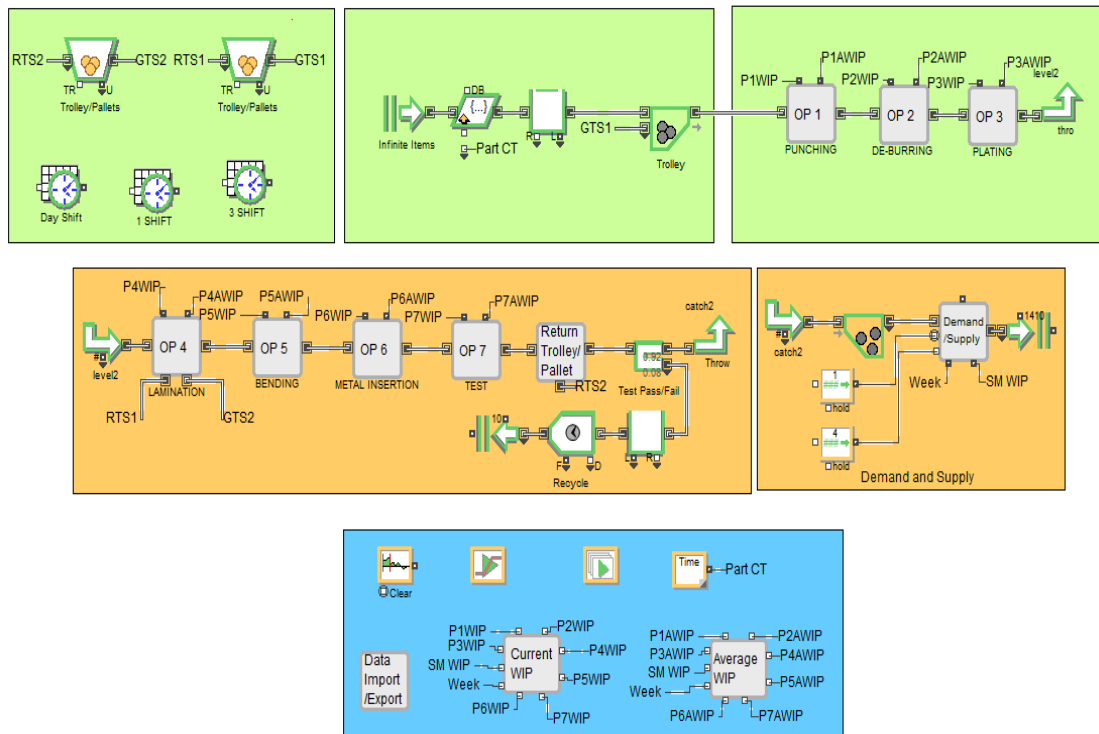 RTS2
GTS2
RTS1
GTS1
TR
U
TR
U
Trolley/Pallets
Trolley/Pallets
Day Shift
1 SHIFT
3 SHIFT
DB
{...}
Infinite Items
Part CT
R
L
GTS1
Trolley
P1WIP
P1AWIP
P2WIP
P2AWIP
P3WIP
P3AWIP
level2
OP 1
OP 2
OP 3
PUNCHING
DE-BURRING
PLATING
thro
P4WIP
P4AWIP
P5WIP
P5AWIP
P6WIP
P6AWIP
P7WIP
P7AWIP
catch2
#
level2
OP 4
OP 5
OP 6
OP 7
Return
Trolley/
Pallet
0.92
0.08
Throw
LAMINATION
BENDING
METAL INSERTION
TEST
RTS2
Test Pass/Fail
RTS1
GTS2
10
F
D
L
R
Recycle
#
catch2
Demand
/Supply
1410
Week
SM WIP
1
hold
4
hold
Demand and Supply
Clear
Time
Part CT
Data
Import
/Export
P1WIP
P2WIP
P3WIP
P4WIP
SM WIP
Current
WIP
Week
P5WIP
P6WIP
P7WIP
P1AWIP
P2AWIP
P3AWIP
P4AWIP
SM WIP
Average
WIP
Week
P5AWIP
P6AWIP
P7AWIP